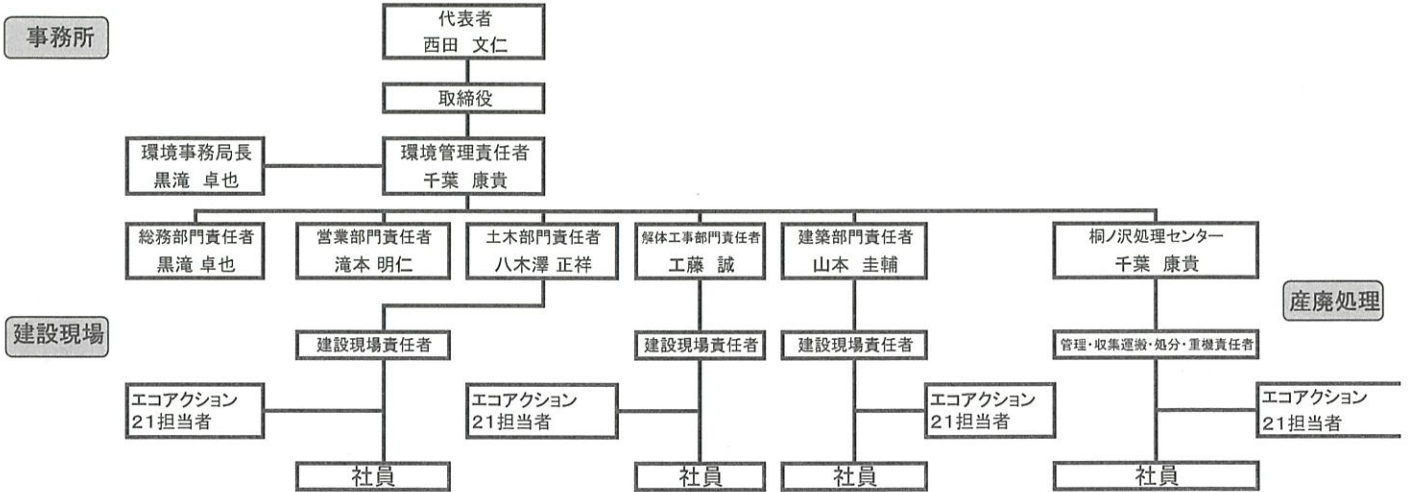 事務所
代表者
西田 文仁
取締役
環境事務局長
黒滝 卓也
環境管理責任者
千葉 康貴
総務部門責任者
黒滝 卓也
営業部門責任者
滝本 明仁
土木部門責任者
八木澤 正祥
解体工事部門責任者
工藤 誠
建築部門責任者
山本 圭輔
桐ノ沢処理センター
千葉 康貴
産廃処理
建設現場
建設現場責任者
建設現場責任者
建設現場責任者
管理・収集運搬・処分・重機責任者
エコアクション
21担当者
エコアクション
21担当者
エコアクション
21担当者
エコアクション
21担当者
社員
社員
社員
社員